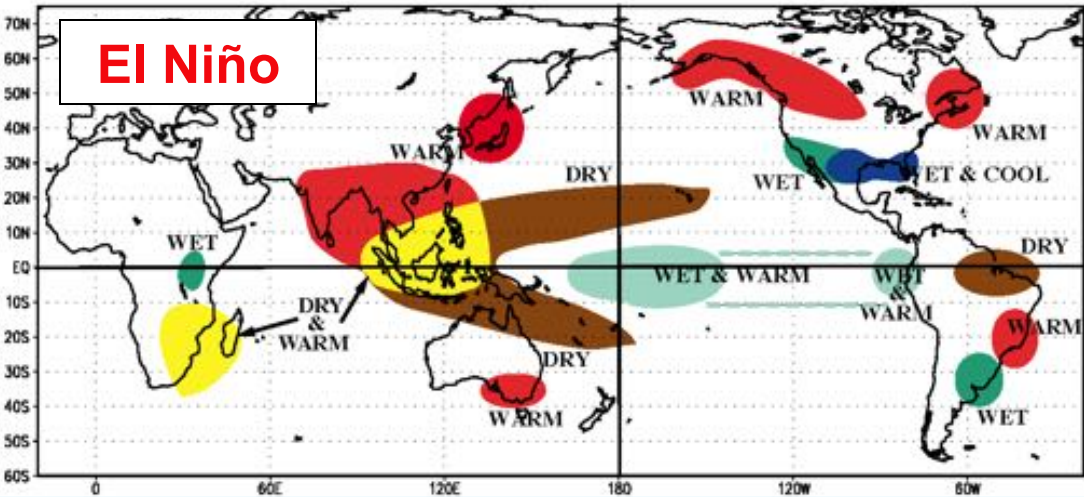 El Niño
75N
60N
50N
40N
30N
20N
10N
EQ
10S
20S
30S
40S
50S
60S
WARM
WARM
WARM
DRY
WET
WET & COOL
WET
DRY
WET & WARM
WET
&
WARM
DRY
&
WARM
WARM
DRY
WARM
WET
0
60E
120E
180
120W
60W